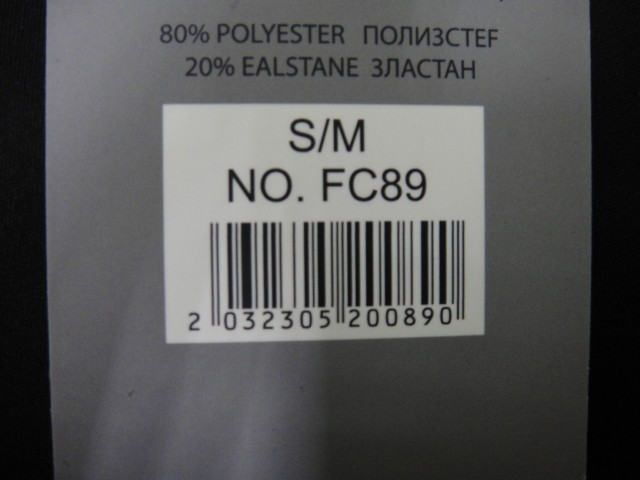 80% POLYESTER ПОЛИЗСТЕF
20% EALSTANE ЗЛАСТАН
S/M
NO. FC89
2 032305 200890